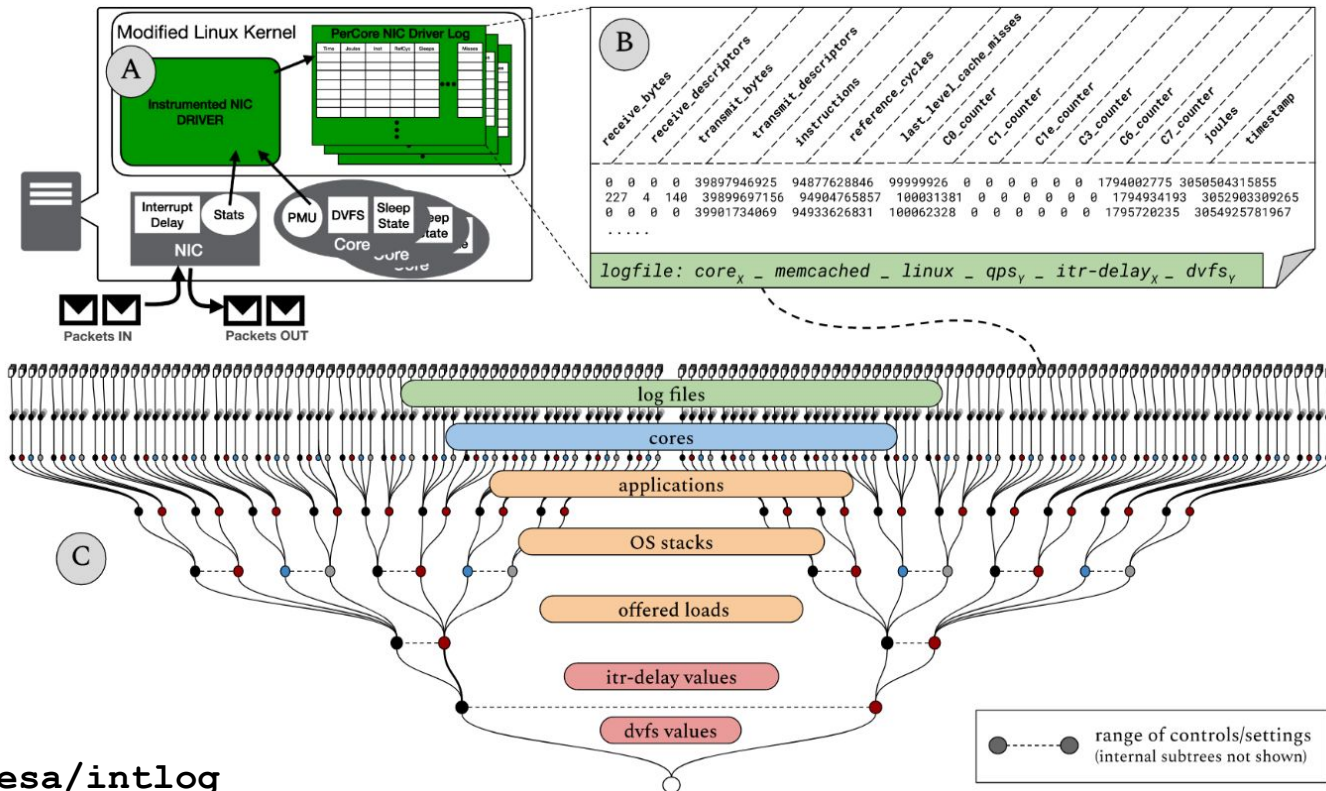 Modified Linux Kernel
A
Instrumented NIC
DRIVER
PerCore NIC Driver Log
Time Joules Inst RefCyc Sleeps Misses
Interrupt
Delay
Stats
NIC
PMU
DVFS
Sleep
State
Core
Core
Core
Packets IN
Packets OUT
B
receive_bytes
receive_descriptors
transmit_bytes
transmit_descriptors
instructions
reference_cycles
last_level_cache_misses
C0_counter
C1_counter
C1e_counter
C3_counter
C6_counter
C7_counter
joules
timestamp
0 0 0 0 39897946925 94877628846 99999926 0 0 0 0 0 0 1794002775 3050504315855
227 4 140 39899697156 94904765857 100031381 0 0 0 0 0 0 1794934193 3052903309265
0 0 0 0 39901734069 94933626831 100062328 0 0 0 0 0 0 1795720235 3054925781967
.....
logfile: coreX _ memcached _ linux _ qpsY _ itr-delayX _ dvfsY
log files
cores
applications
C
OS stacks
offered loads
itr-delay values
dvfs values
range of controls/settings
(internal subtrees not shown)
esa/intlog